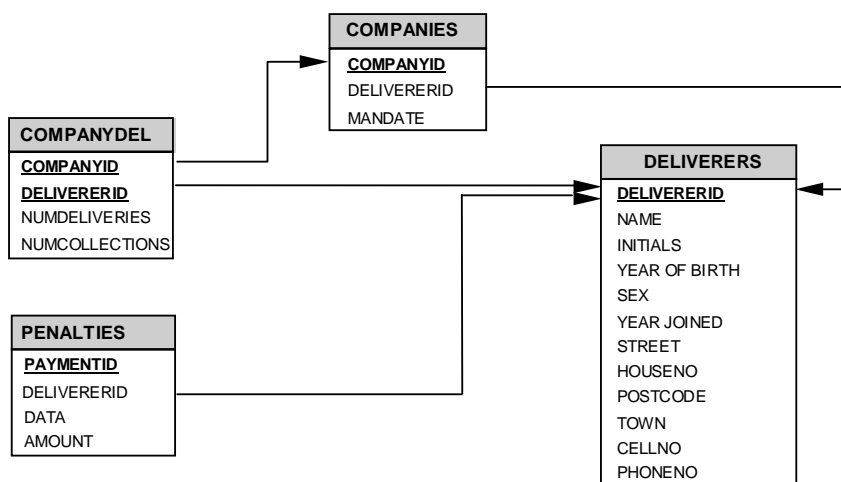 COMPANIES
COMPANYID
DELIVERERID
MANDATE
COMPANYDEL
COMPANYID
DELIVERERID
NUMDELIVERIES
NUMCOLLECTIONS
DELIVERERS
DELIVERERID
NAME
INITIALS
YEAR OF BIRTH
SEX
YEAR JOINED
STREET
HOUSENO
POSTCODE
TOWN
CELLNO
PHONENO
PENALTIES
PAYMENTID
DELIVERERID
DATA
AMOUNT